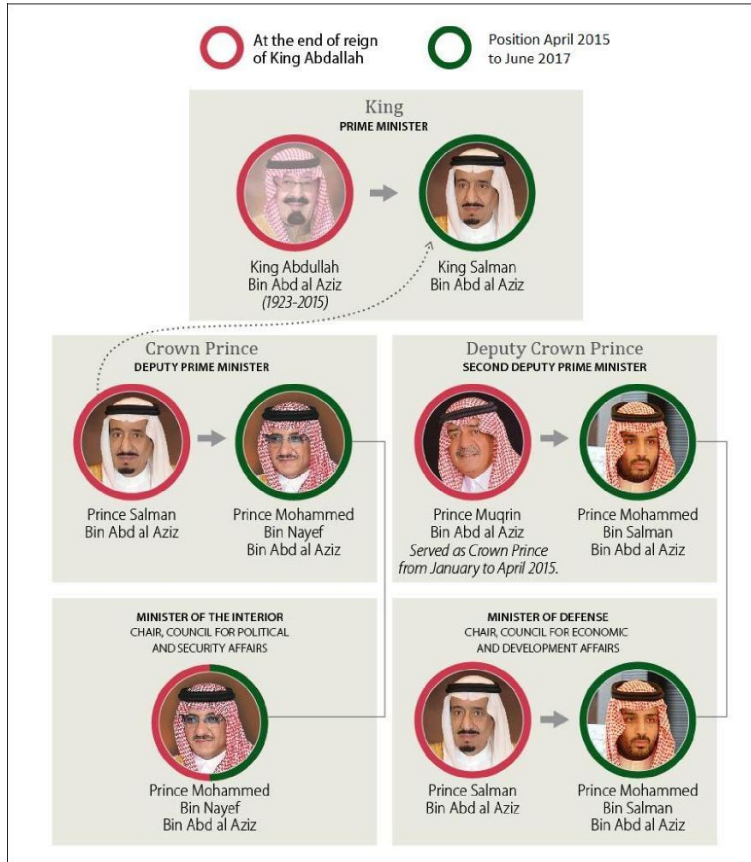 At the end of reign
of King Abdallah
Position April 2015
to June 2017
King
PRIME MINISTER
King Abdullah
Bin Abd al Aziz
(1923-2015)
King Salman
Bin Abd al Aziz
Crown Prince
DEPUTY PRIME MINISTER
Prince Salman
Bin Abd al Aziz
Prince Mohammed
Bin Nayef
Bin Abd al Aziz
Deputy Crown Prince
SECOND DEPUTY PRIME MINISTER
Prince Muqrin
Bin Abd al Aziz
Served as Crown Prince
from January to April 2015.
Prince Mohammed
Bin Salman
Bin Abd al Aziz
MINISTER OF THE INTERIOR
CHAIR, COUNCIL FOR POLITICAL
AND SECURITY AFFAIRS
Prince Mohammed
Bin Nayef
Bin Abd al Aziz
MINISTER OF DEFENSE
CHAIR, COUNCIL FOR ECONOMIC
AND DEVELOPMENT AFFAIRS
Prince Salman
Bin Abd al Aziz
Prince Mohammed
Bin Salman
Bin Abd al Aziz